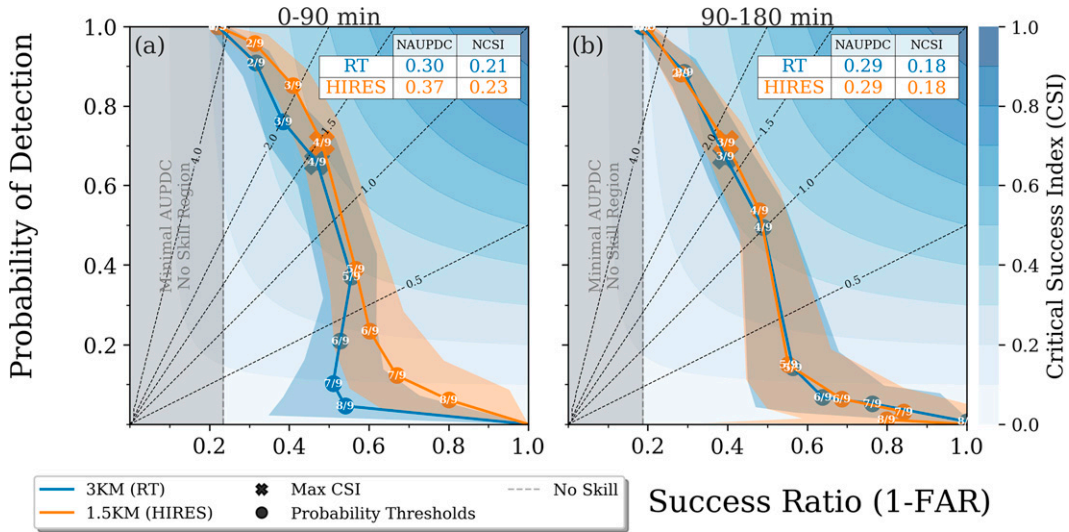 0-90 min
90-180 min
Probability of Detection
1.0
0.8
0.6
0.4
0.2
(a)
NAUPDC NCSI
RT 0.30 0.21
HIRES 0.37 0.23
2/9
2/9
3/9
3/9
4/9
4/9
5/9
5/9
6/9
6/9
7/9
7/9
8/9
8/9
4.0
2.0
1.5
1.0
0.5
Minimal AUPDC
No Skill Region
0.2 0.4 0.6 0.8 1.0
(b)
NAUPDC NCSI
RT 0.29 0.18
HIRES 0.29 0.18
3/9
3/9
4/9
4/9
5/9
5/9
6/9
6/9
7/9
7/9
8/9
4.0
2.0
1.5
1.0
0.5
Minimal AUPDC
No Skill Region
0.2 0.4 0.6 0.8 1.0
1.0
0.8
0.6
0.4
0.2
0.0
Critical Success Index (CSI)
3KM (RT)
1.5KM (HIRES)
Max CSI
Probability Thresholds
No Skill
Success Ratio (1-FAR)